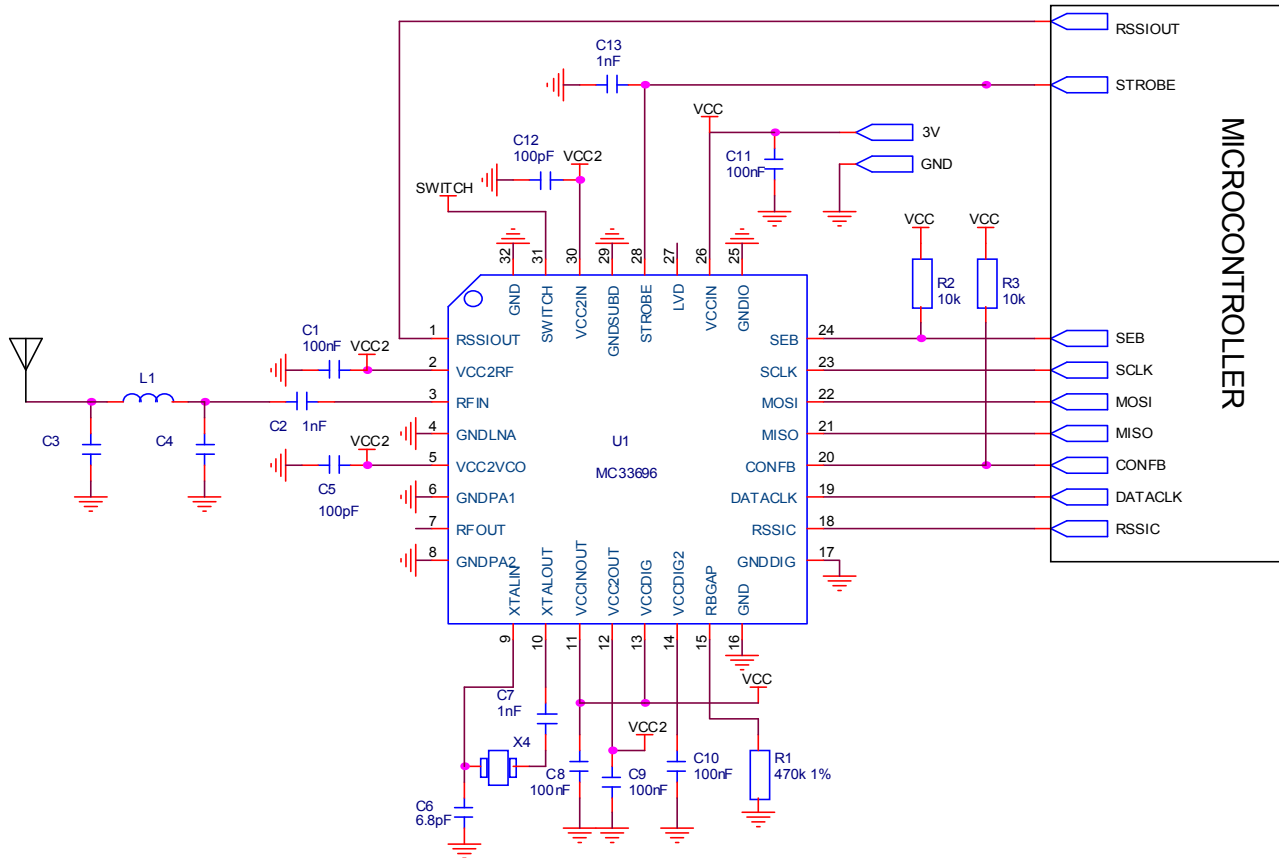 RSSIOUT
C13
1nF
STROBE
VCC
C12
100pF
VCC2
3V
C11
100nF
GND
SWITCH
VCC
VCC
MICROCONTROLLER
32
31
30
29
28
27
26
25
GND
SWITCH
VCC2IN
GNDSUBD
STROBE
LVD
VCCIN
GNDIO
R2
10k
R3
10k
C1
100nF
VCC2
1
RSSIOUT
SEB
24
SEB
2
VCC2RF
SCLK
23
SCLK
L1
3
RFIN
MOSI
22
MOSI
C2
1nF
C3
C4
4
GNDLNA
MISO
21
MISO
U1
VCC2
5
VCC2VCO
CONFB
20
CONFB
MC33696
C5
100pF
6
GNDPA1
DATACLK
19
DATACLK
7
RFOUT
RSSIC
18
RSSIC
8
GNDPA2
GNDDIG
17
XTALIN
XTALOUT
VCCINOUT
VCC2OUT
VCCDIG
VCCDIG2
RBGAP
GND
9
10
11
12
13
14
15
16
C7
1nF
VCC
VCC2
X4
C8
100nF
C9
100nF
C10
100nF
R1
470k 1%
C6
6.8pF